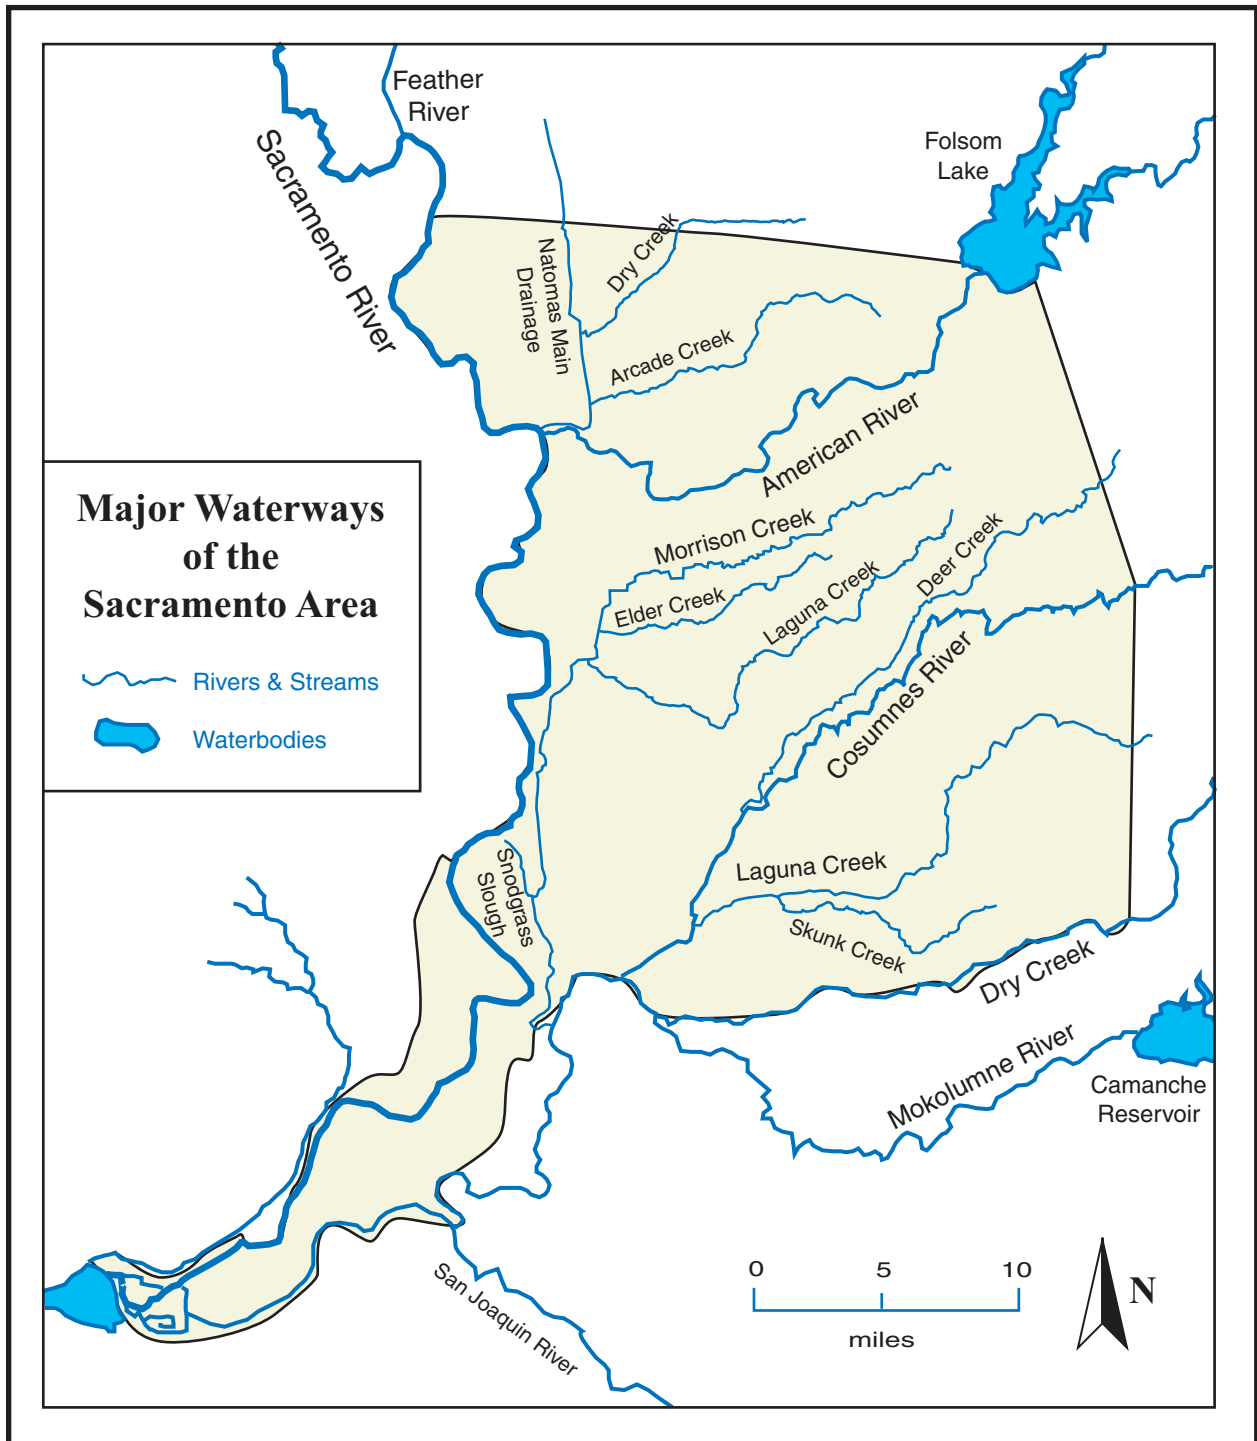 Feather
River
Sacramento River
Folsom
Lake
Natomas Main
Drainage
Dry Creek
Arcade Creek
American River
Major Waterways
of the
Sacramento Area
Rivers & Streams
Waterbodies
Morrison Creek
Elder Creek
Laguna Creek
Deer Creek
Cosumnes River
Snodgrass
Slough
Laguna Creek
Skunk Creek
Dry Creek
Mokolumne River
Camanche
Reservoir
San Joaquin River
0 5 10
miles
N